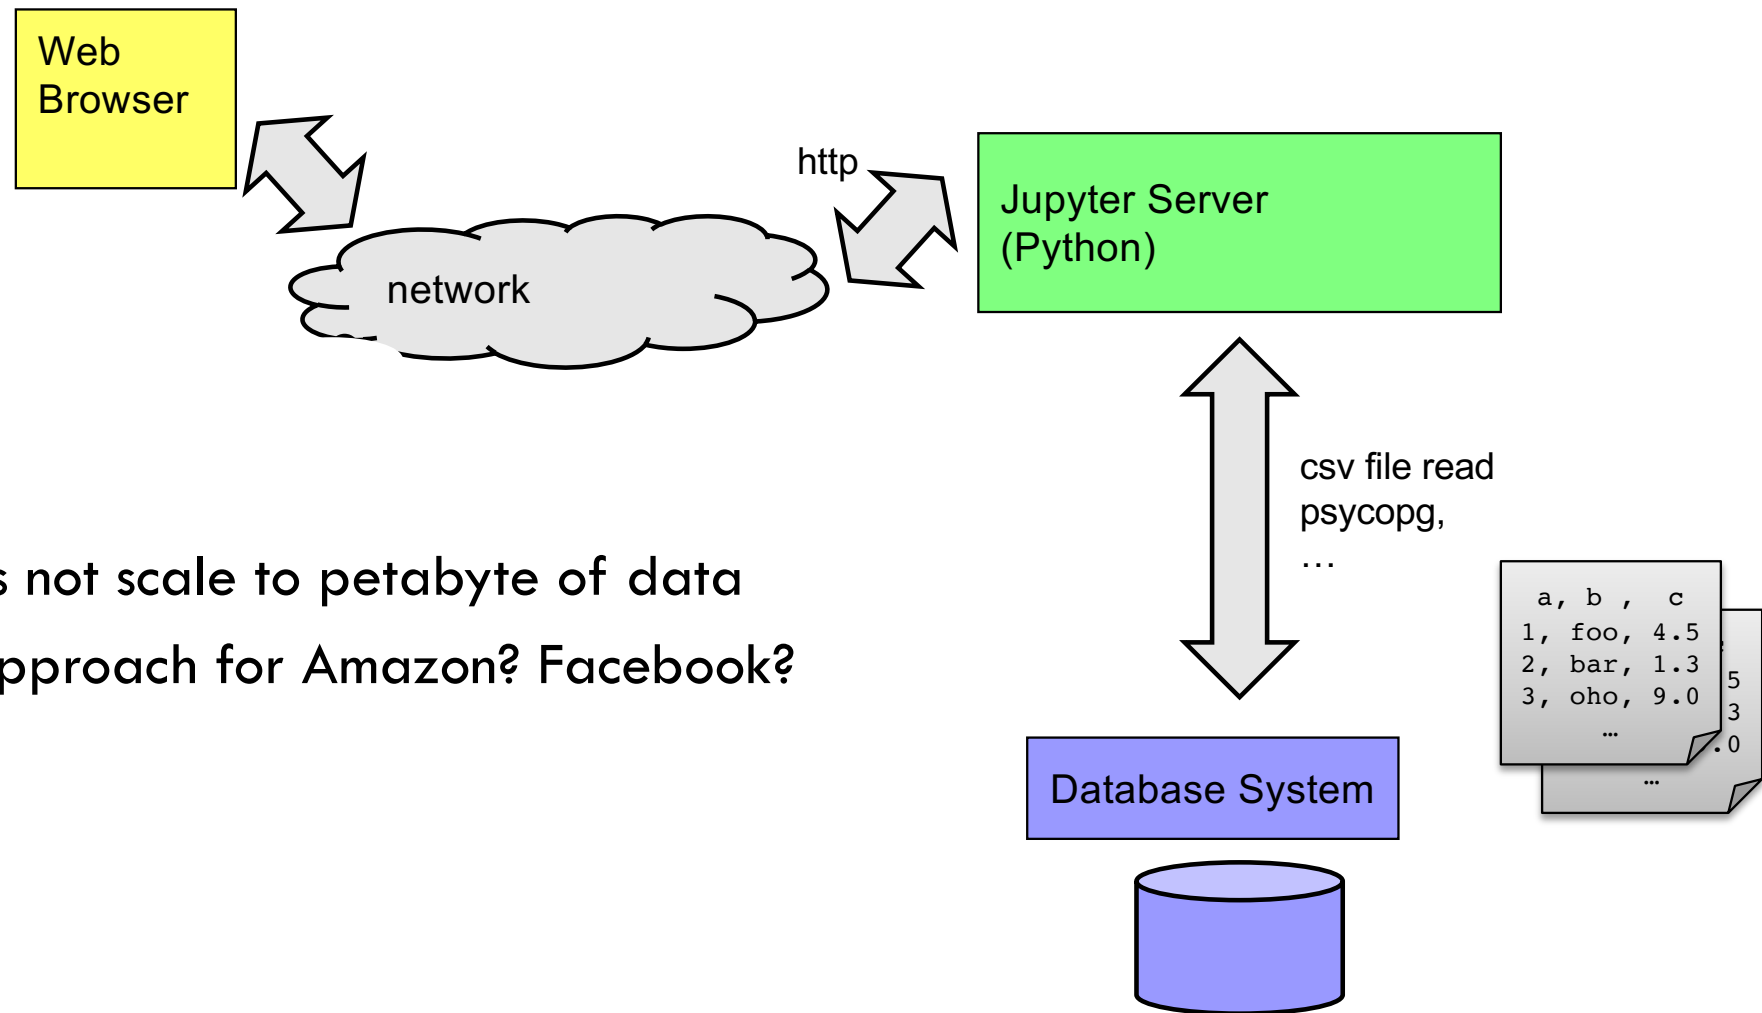 Web
Browser
http
Jupyter Server
(Python)
network
csv file read
psycopg,
…
s not scale to petabyte of data
pproach for Amazon? Facebook?
a, b , c
1, foo, 4.5
2, bar, 1.3
3, oho, 9.0
…
5
3
.0
…
Database System